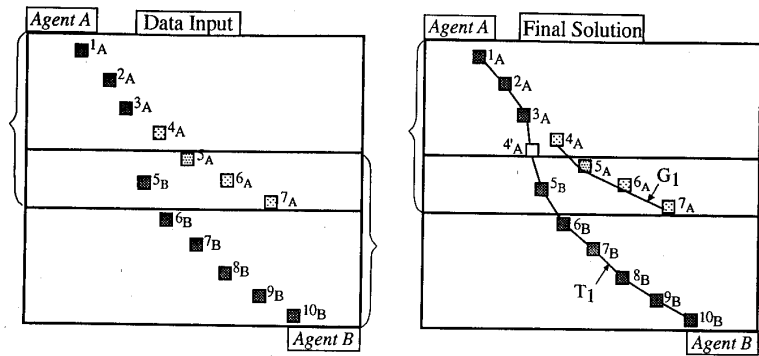 Agent A
Data Input
1A
2A
3A
4A
5A
5B
6A
7A
6B
7B
8B
9B
10B
Agent B
Agent A
Final Solution
1A
2A
3A
4'A
4A
5A
5B
6A
G1
7A
6B
7B
8B
T1
9B
10B
Agent B